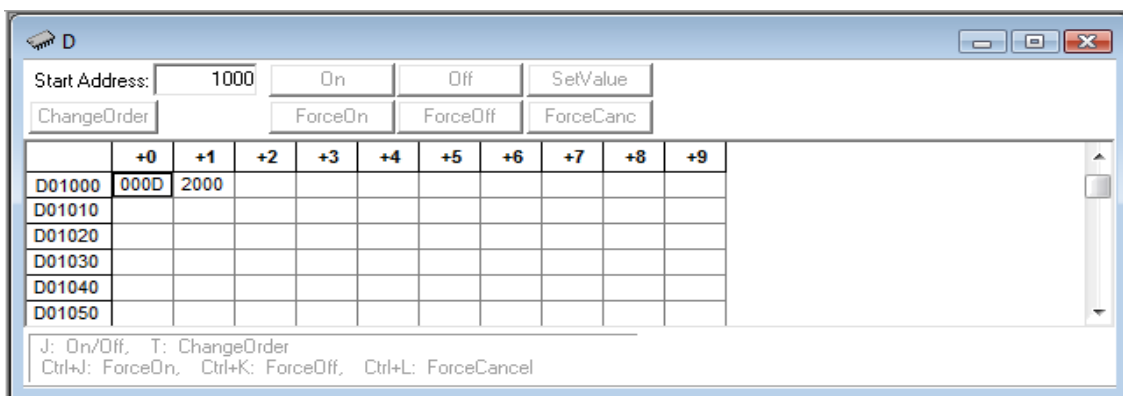 D
Start Address: 1000 On Off SetValue
ChangeOrder ForceOn ForceOff ForceCanc
+0 +1 +2 +3 +4 +5 +6 +7 +8 +9
D01000 000D 2000
D01010
D01020
D01030
D01040
D01050
J: On/Off, T: ChangeOrder
Ctrl+J: ForceOn, Ctrl+K: ForceOff, Ctrl+L: ForceCancel